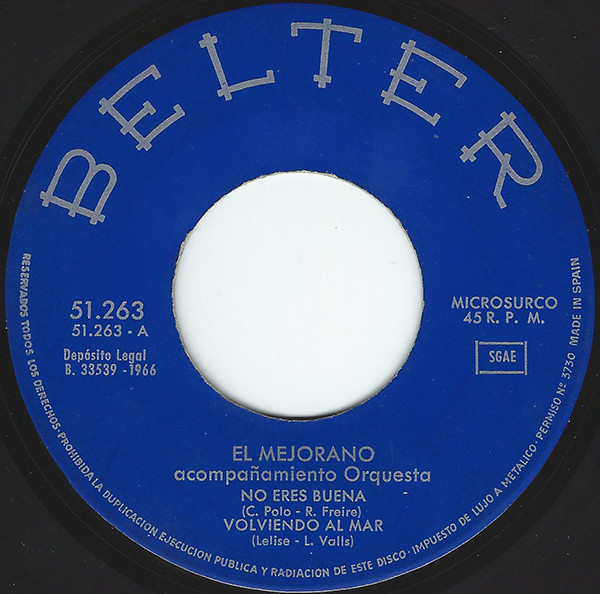 BELTER
51.263
51.263 - A
Depósito Legal
B. 33539 - 1966
MICROSURCO
45 R. P. M.
SGAE
EL MEJORANO
acompañamiento Orquesta
NO ERES BUENA
(C. Polo - R. Freire)
VOLVIENDO AL MAR
(Lelise - L. Valls)
RESERVADOS TODOS LOS DERECHOS · PROHIBIDA LA DUPLICACION EJECUCION PUBLICA Y RADIACION DE ESTE DISCO · IMPUESTO DE LUJO A METALICO · PERMISO Nº 3730 MADE IN SPAIN